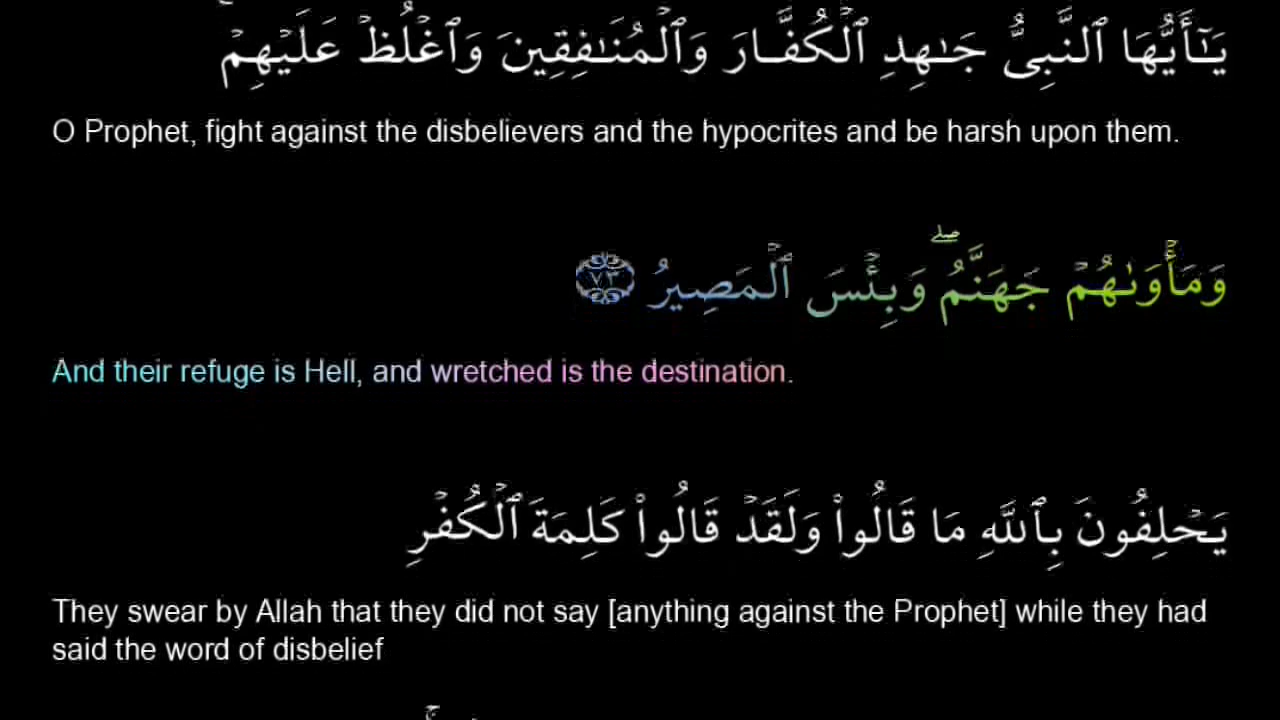 يَـٰٓأَيُّهَا ٱلنَّبِىُّ جَـٰهِدِ ٱلْكُفَّارَ وَٱلْمُنَـٰفِقِينَ وَٱغْلُظْ عَلَيْهِمْ
O Prophet, fight against the disbelievers and the hypocrites and be harsh upon them.
وَمَأْوَىٰهُمْ جَهَنَّمُ ۖ وَبِئْسَ ٱلْمَصِيرُ ٧٣
And their refuge is Hell, and wretched is the destination.
يَحْلِفُونَ بِٱللَّهِ مَا قَالُوا۟ وَلَقَدْ قَالُوا۟ كَلِمَةَ ٱلْكُفْرِ
They swear by Allah that they did not say [anything against the Prophet] while they had
said the word of disbelief